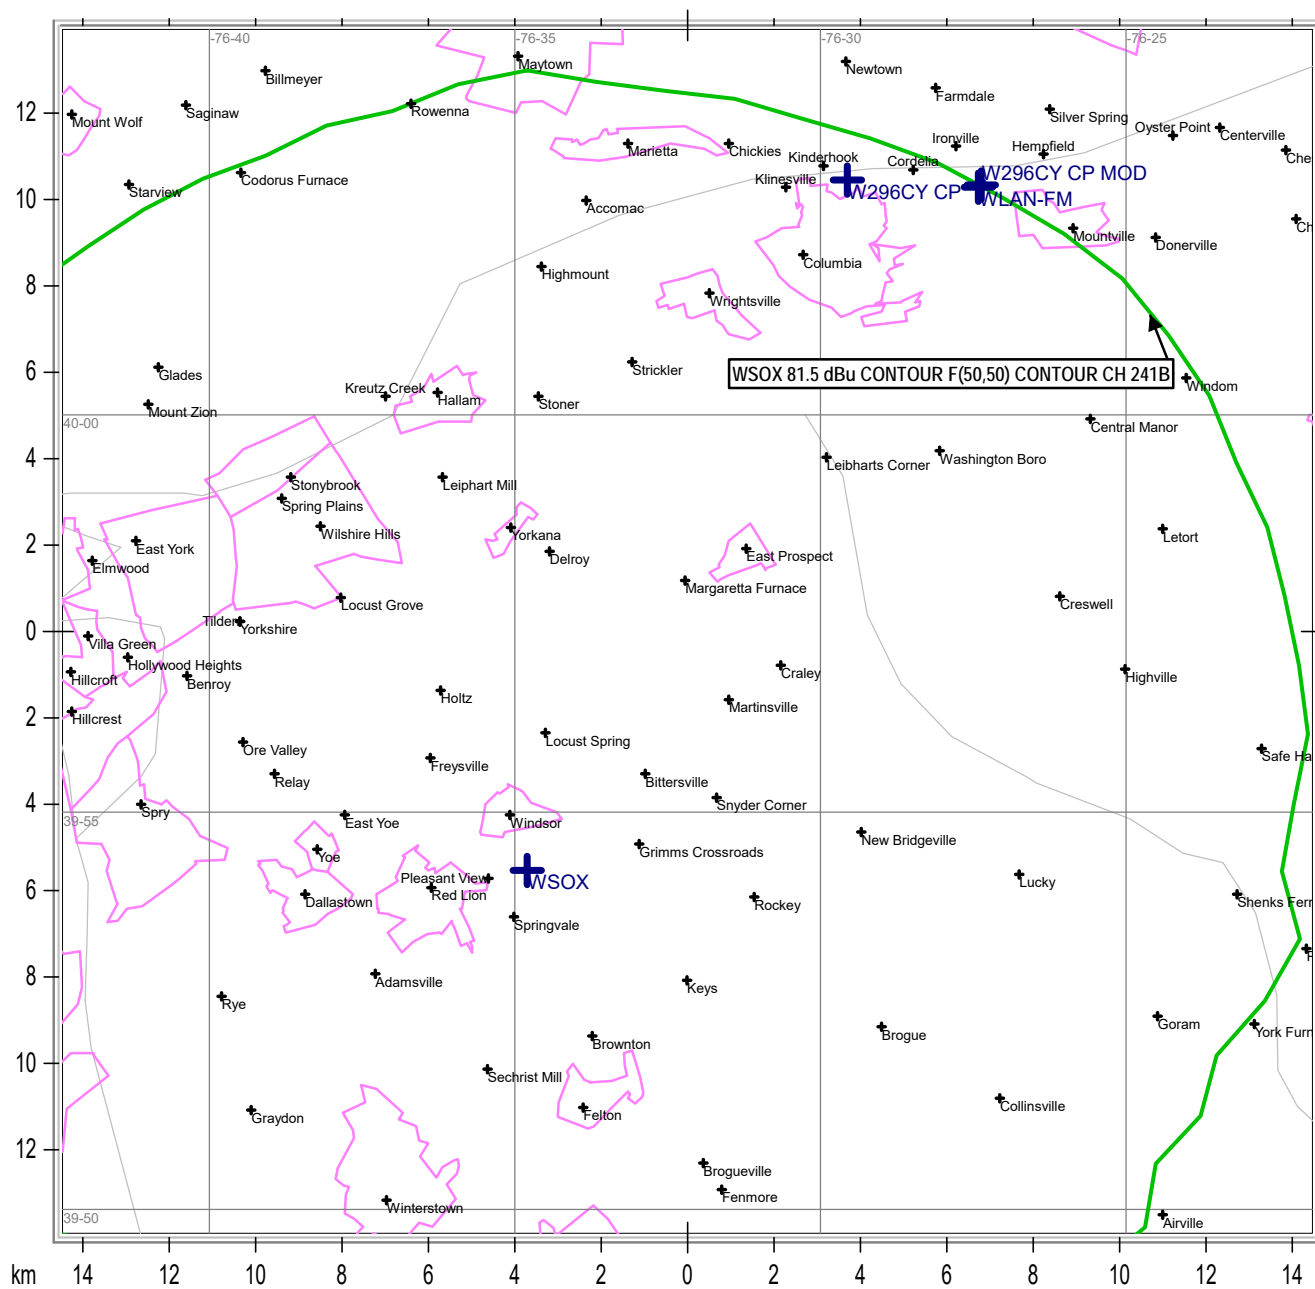 -76-40
-76-35
-76-30
-76-25
Maytown
Newtown
Billmeyer
Farmdale
Mount Wolf
Saginaw
Rowenna
Silver Spring
12
Oyster Point
Centerville
Ironville
Hempfield
Marietta
Chickies
Kinderhook
Cordelia
Che
Starview
Codorus Furnace
Klinesville
W296CY CP
W296CY CP MOD
WLAN-FM
10
Accomac
Mountville
Donerville
Ch
Columbia
Highmount
8
Wrightsville
6
Glades
Strickler
WSOX 81.5 dBu CONTOUR F(50,50) CONTOUR CH 241B
Windom
Kreutz Creek
Hallam
Mount Zion
Stoner
40-00
Central Manor
4
Leibharts Corner
Washington Boro
Stonybrook
Leiphart Mill
Spring Plains
Wilshire Hills
Yorkana
Letort
2
East York
Elmwood
Delroy
East Prospect
Margaretta Furnace
Locust Grove
Creswell
Tilden
Yorkshire
0
Villa Green
Hollywood Heights
Hillcroft
Benroy
Craley
Highville
Holtz
Martinsville
2
Hillcrest
Locust Spring
Ore Valley
Freysville
Safe Ha
Relay
Bittersville
4
Spry
Snyder Corner
39-55
East Yoe
Windsor
New Bridgeville
Yoe
Grimms Crossroads
Pleasant View
WSOX
Lucky
6
Dallastown
Red Lion
Rockey
Shenks Ferr
Springvale
8
Adamsville
Keys
Rye
Goram
York Furn
Brogue
Brownton
10
Sechrist Mill
Collinsville
Graydon
Felton
12
Brogueville
Fenmore
Winterstown
39-50
Airville
km
14
12
10
8
6
4
2
0
2
4
6
8
10
12
14